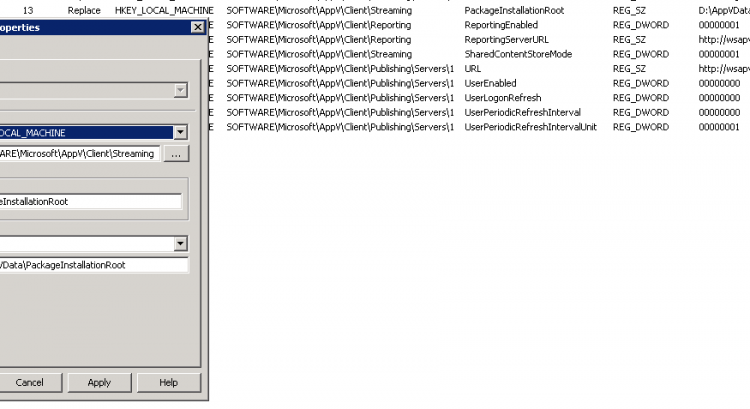 13 Replace HKEY_LOCAL_MACHINE SOFTWARE\Microsoft\AppV\Client\Streaming PackageInstallationRoot REG_SZ D:\AppVData
E SOFTWARE\Microsoft\AppV\Client\Reporting ReportingEnabled REG_DWORD 00000001
E SOFTWARE\Microsoft\AppV\Client\Reporting ReportingServerURL REG_SZ http://wsapv
E SOFTWARE\Microsoft\AppV\Client\Streaming SharedContentStoreMode REG_DWORD 00000001
E SOFTWARE\Microsoft\AppV\Client\Publishing\Servers\1 URL REG_SZ http://wsapv
E SOFTWARE\Microsoft\AppV\Client\Publishing\Servers\1 UserEnabled REG_DWORD 00000000
E SOFTWARE\Microsoft\AppV\Client\Publishing\Servers\1 UserLogonRefresh REG_DWORD 00000000
E SOFTWARE\Microsoft\AppV\Client\Publishing\Servers\1 UserPeriodicRefreshInterval REG_DWORD 00000000
E SOFTWARE\Microsoft\AppV\Client\Publishing\Servers\1 UserPeriodicRefreshIntervalUnit REG_DWORD 00000001
operties
OCAL_MACHINE
ARE\Microsoft\AppV\Client\Streaming ...
eInstallationRoot
VData\PackageInstallationRoot
Cancel Apply Help